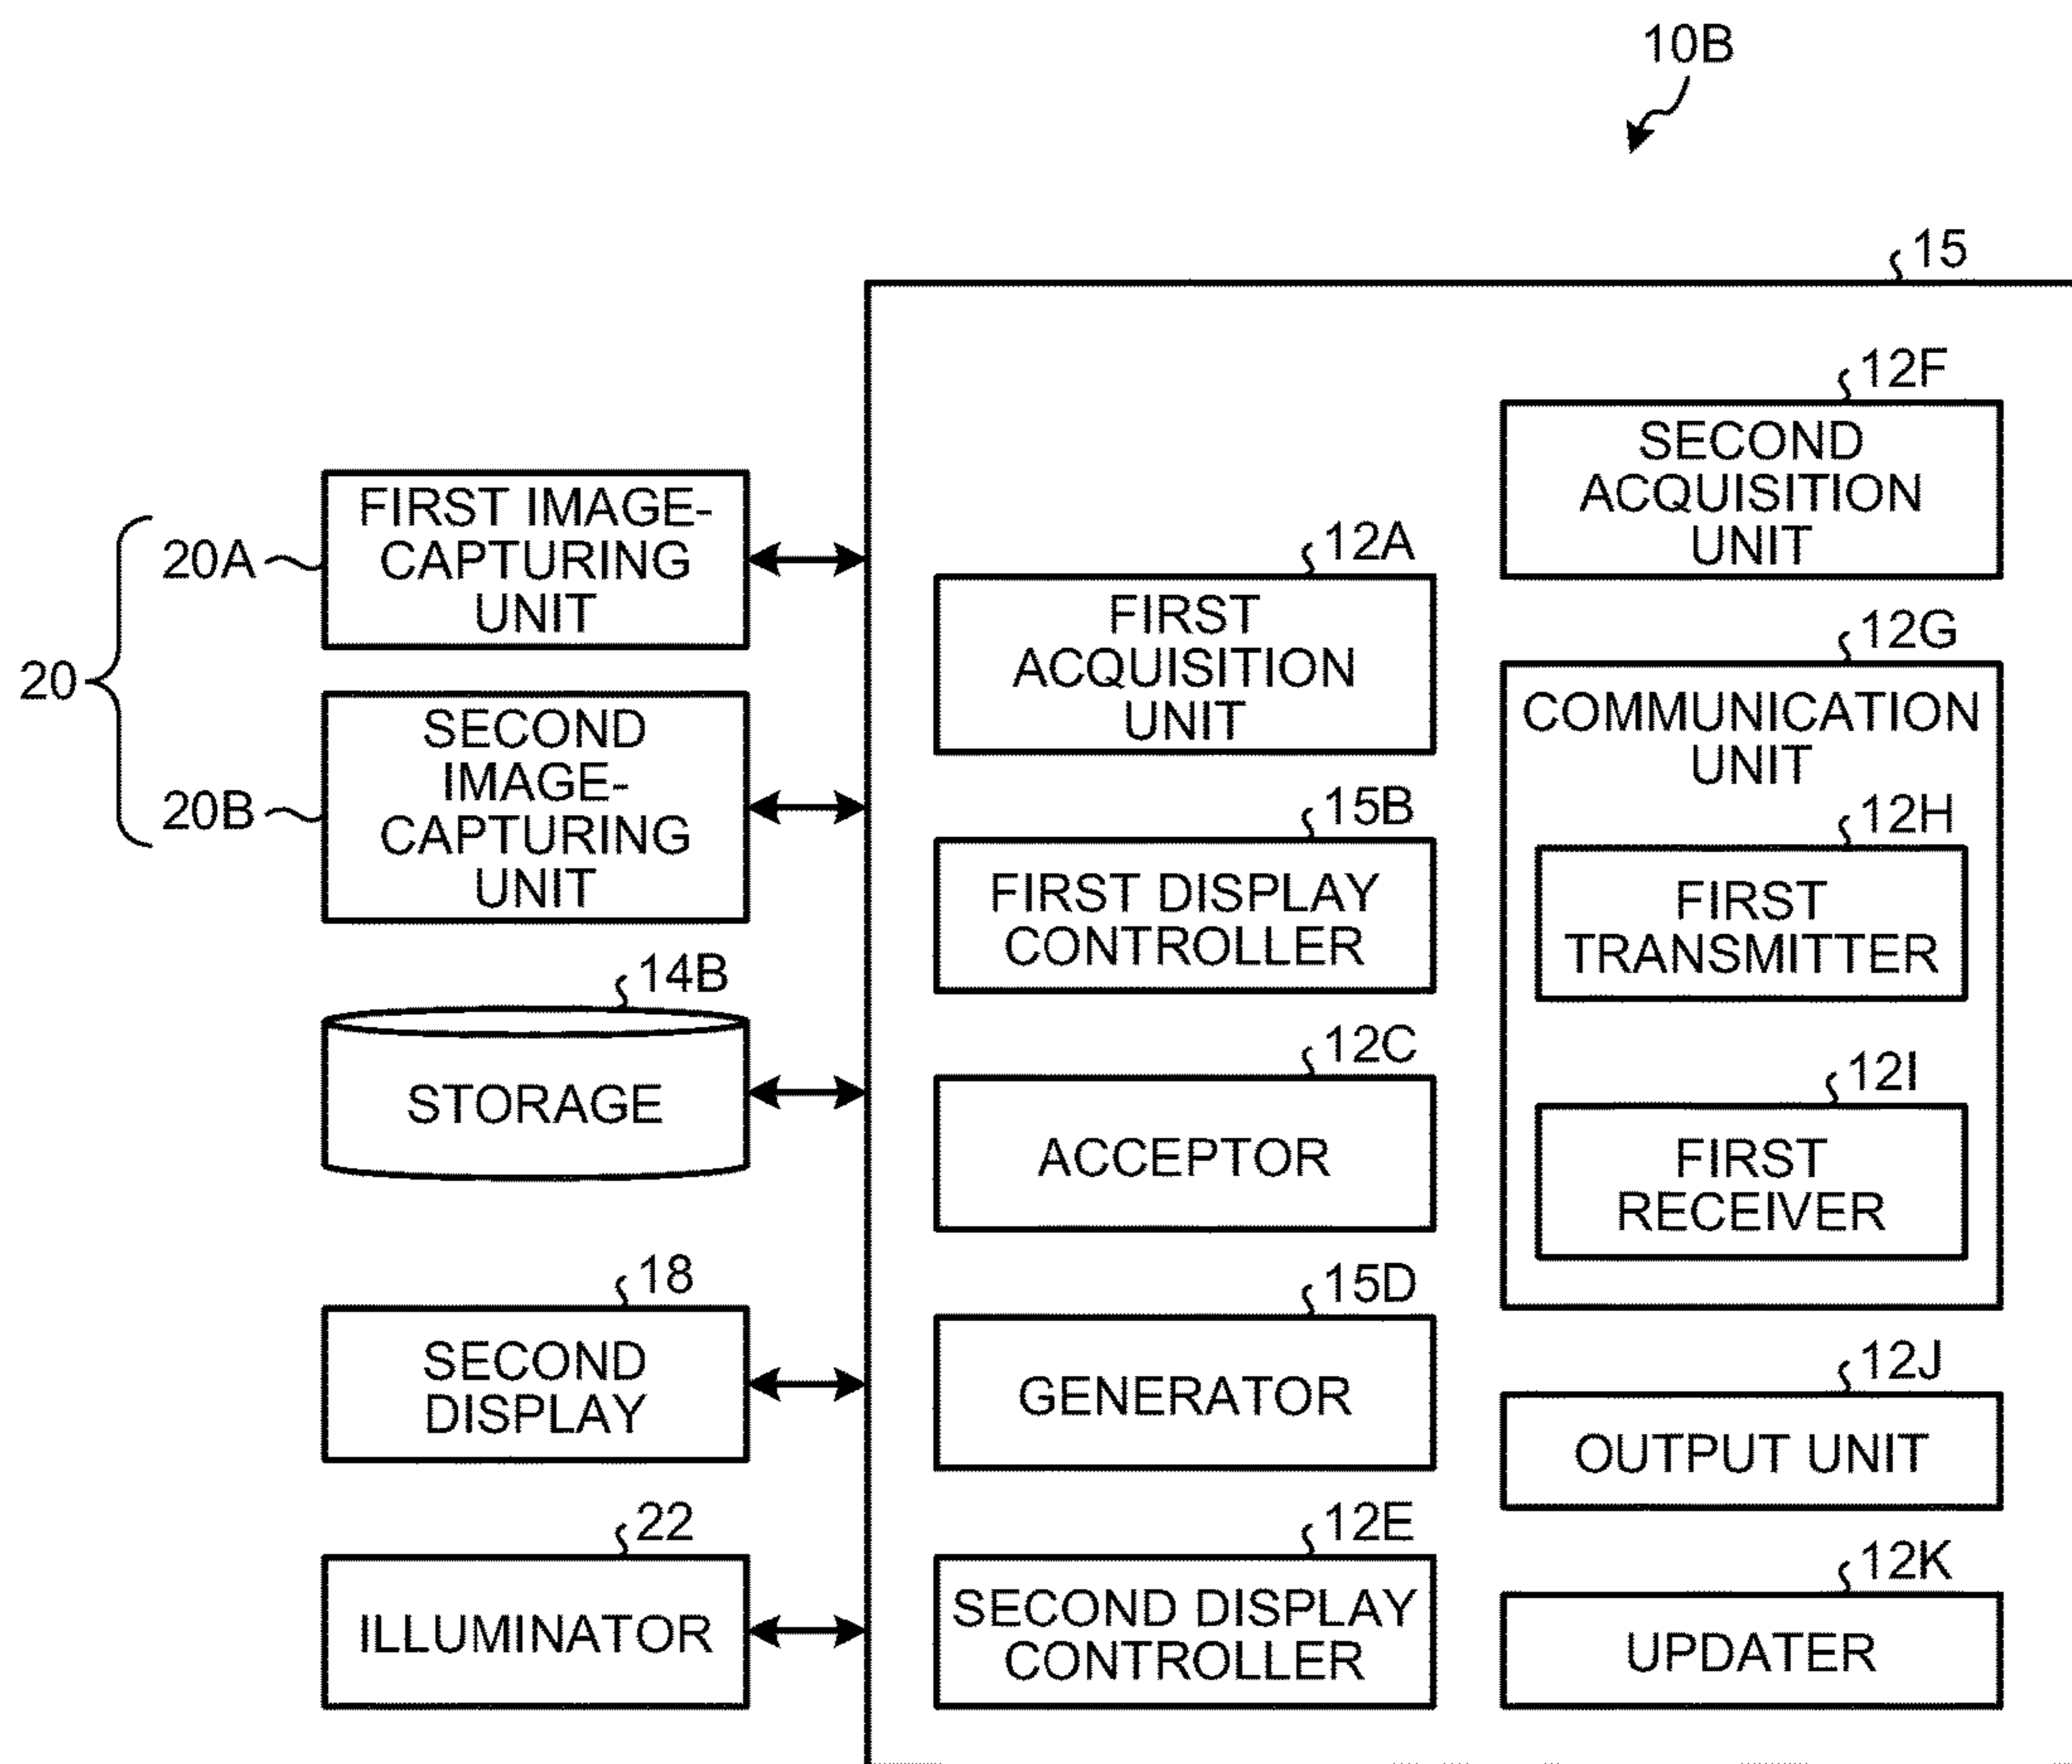 10B
15
20
20A
FIRST IMAGE-
CAPTURING
UNIT
20B
SECOND
IMAGE-
CAPTURING
UNIT
14B
STORAGE
18
SECOND
DISPLAY
22
ILLUMINATOR
12A
FIRST
ACQUISITION
UNIT
15B
FIRST DISPLAY
CONTROLLER
12C
ACCEPTOR
15D
GENERATOR
12E
SECOND DISPLAY
CONTROLLER
12F
SECOND
ACQUISITION
UNIT
12G
COMMUNICATION
UNIT
12H
FIRST
TRANSMITTER
12I
FIRST
RECEIVER
12J
OUTPUT UNIT
12K
UPDATER